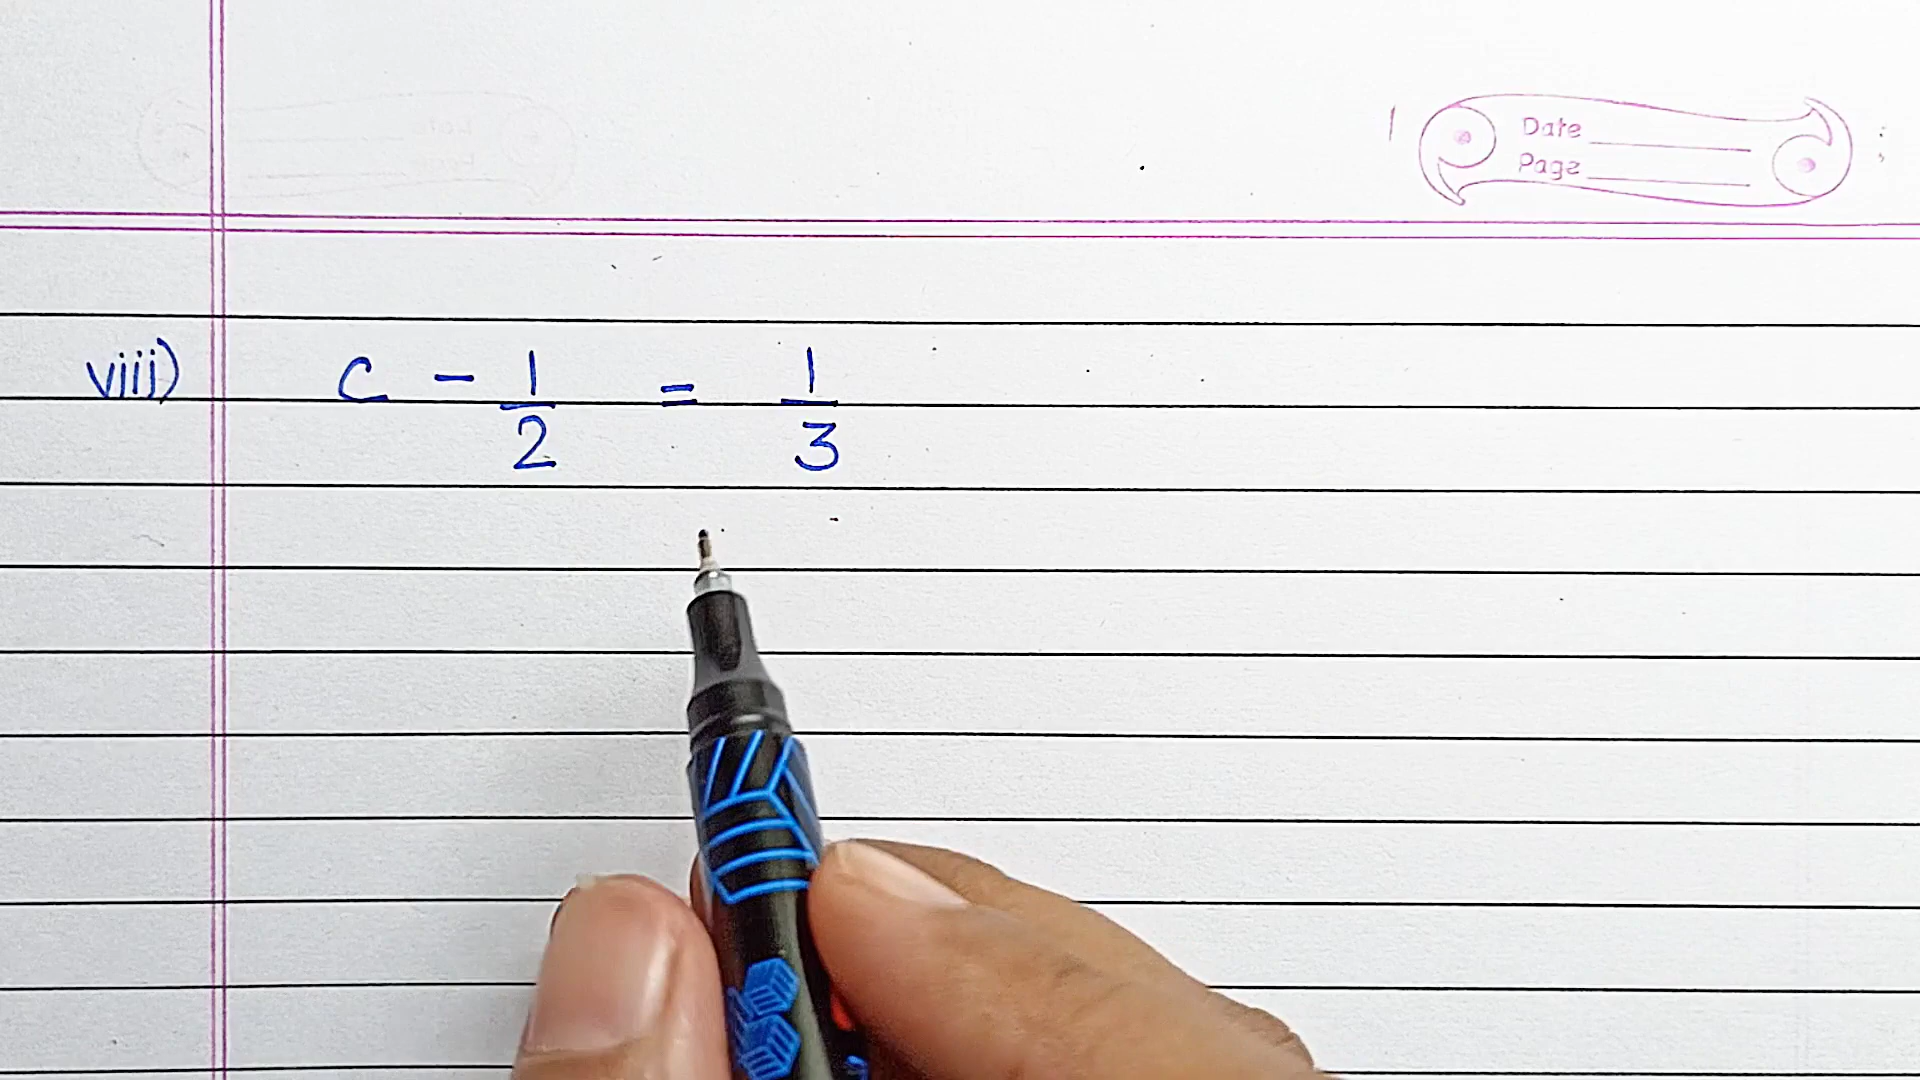 Date
Page
viii) c - 1/2 = 1/3